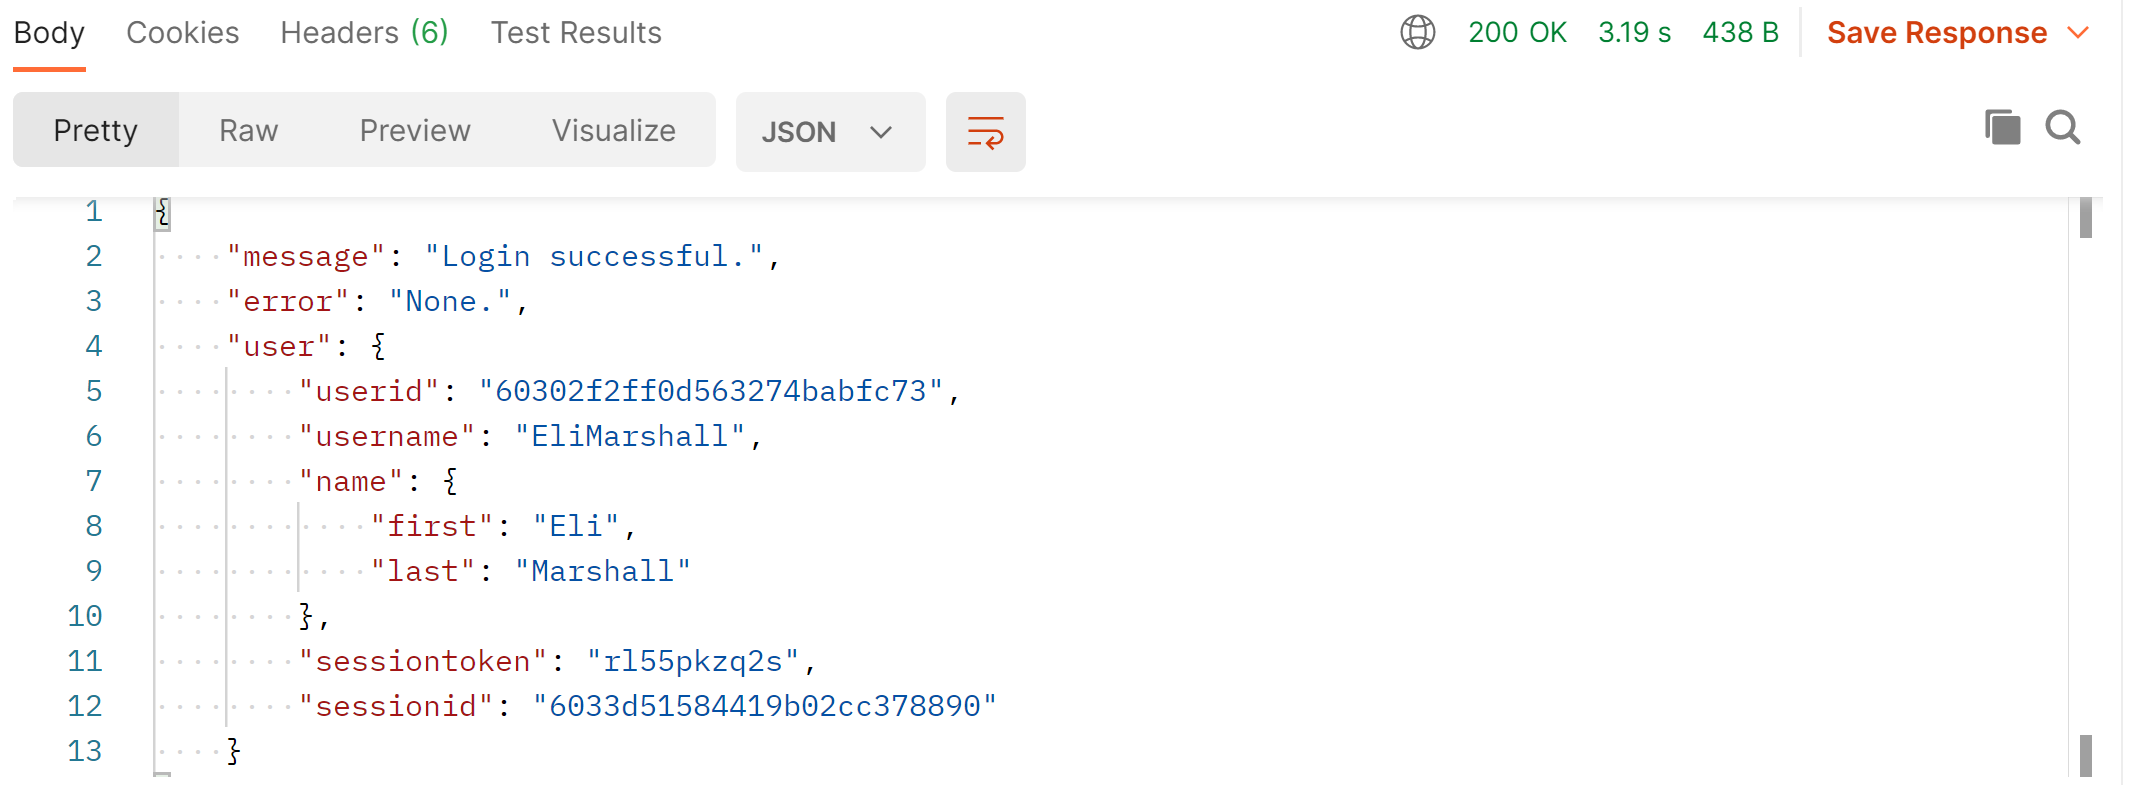 Body Cookies Headers (6) Test Results 200 OK 3.19 s 438 B Save Response
Pretty Raw Preview Visualize JSON
1 {
2 "message": "Login successful.",
3 "error": "None.",
4 "user": {
5 "userid": "60302f2ff0d563274babfc73",
6 "username": "EliMarshall",
7 "name": {
8 "first": "Eli",
9 "last": "Marshall"
10 },
11 "sessiontoken": "rl55pkzq2s",
12 "sessionid": "6033d51584419b02cc378890"
13 }